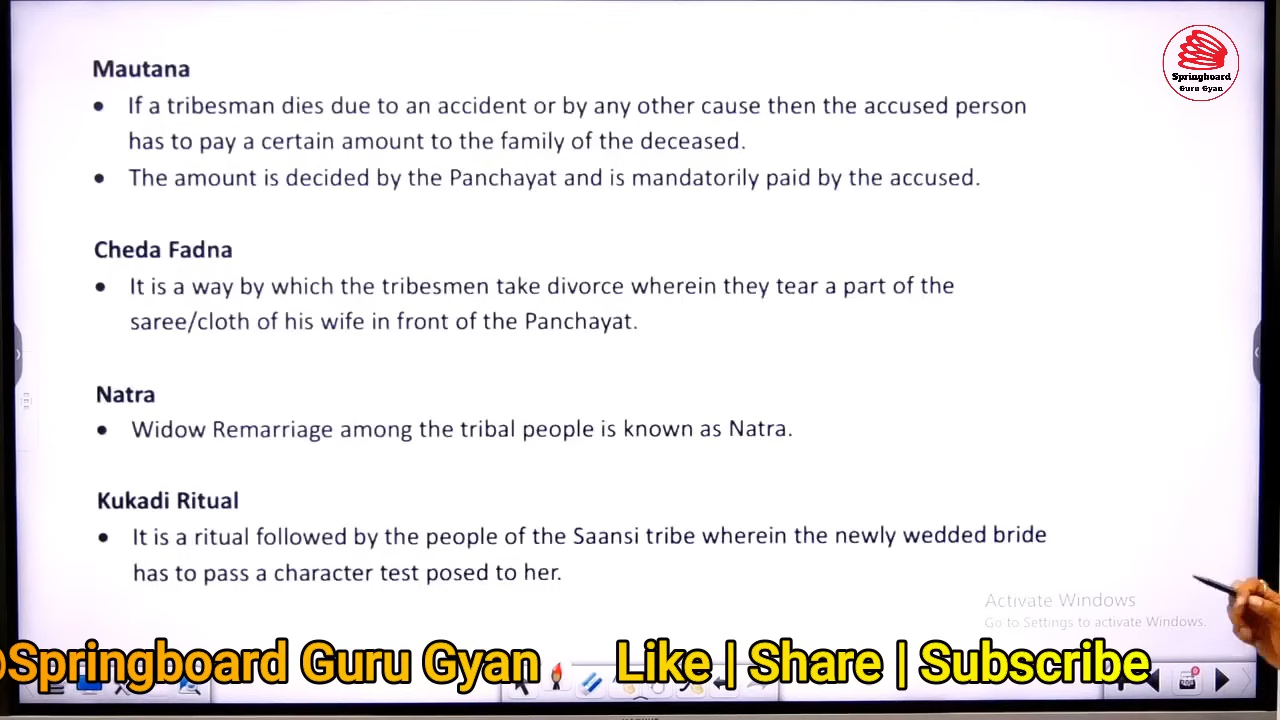 Springboard
Guru Gyan
Mautana
• If a tribesman dies due to an accident or by any other cause then the accused person
has to pay a certain amount to the family of the deceased.
• The amount is decided by the Panchayat and is mandatorily paid by the accused.
Cheda Fadna
• It is a way by which the tribesmen take divorce wherein they tear a part of the
saree/cloth of his wife in front of the Panchayat.
Natra
• Widow Remarriage among the tribal people is known as Natra.
Kukadi Ritual
• It is a ritual followed by the people of the Saansi tribe wherein the newly wedded bride
has to pass a character test posed to her.
Activate Windows
Go to Settings to activate Windows.
@Springboard Guru Gyan Like | Share | Subscribe